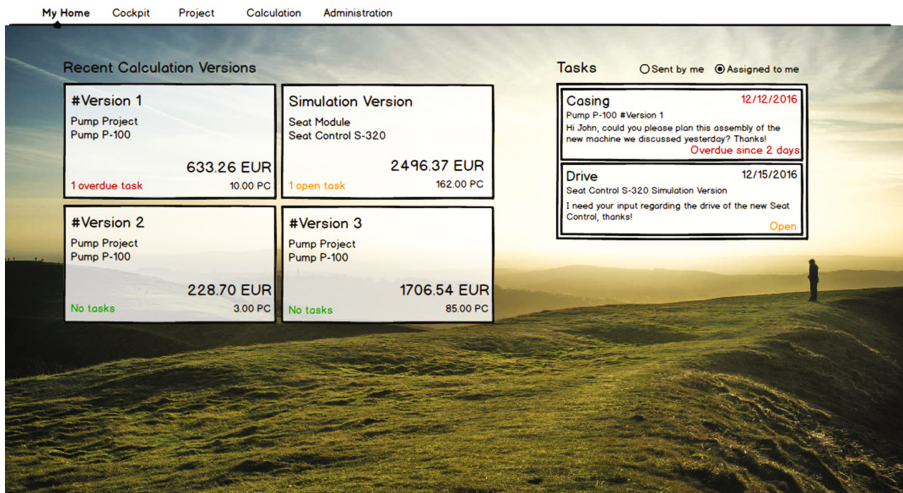 My Home Cockpit Project Calculation Administration
Recent Calculation Versions
#Version 1
Pump Project
Pump P-100
633.26 EUR
1 overdue task 10.00 PC
Simulation Version
Seat Module
Seat Control S-320
2496.37 EUR
1 open task 162.00 PC
#Version 2
Pump Project
Pump P-100
228.70 EUR
No tasks 3.00 PC
#Version 3
Pump Project
Pump P-100
1706.54 EUR
No tasks 85.00 PC
Tasks Sent by me Assigned to me
Casing 12/12/2016
Pump P-100 #Version 1
Hi John, could you please plan this assembly of the
new machine we discussed yesterday? Thanks!
Overdue since 2 days
Drive 12/15/2016
Seat Control S-320 Simulation Version
I need your input regarding the drive of the new Seat
Control, thanks!
Open